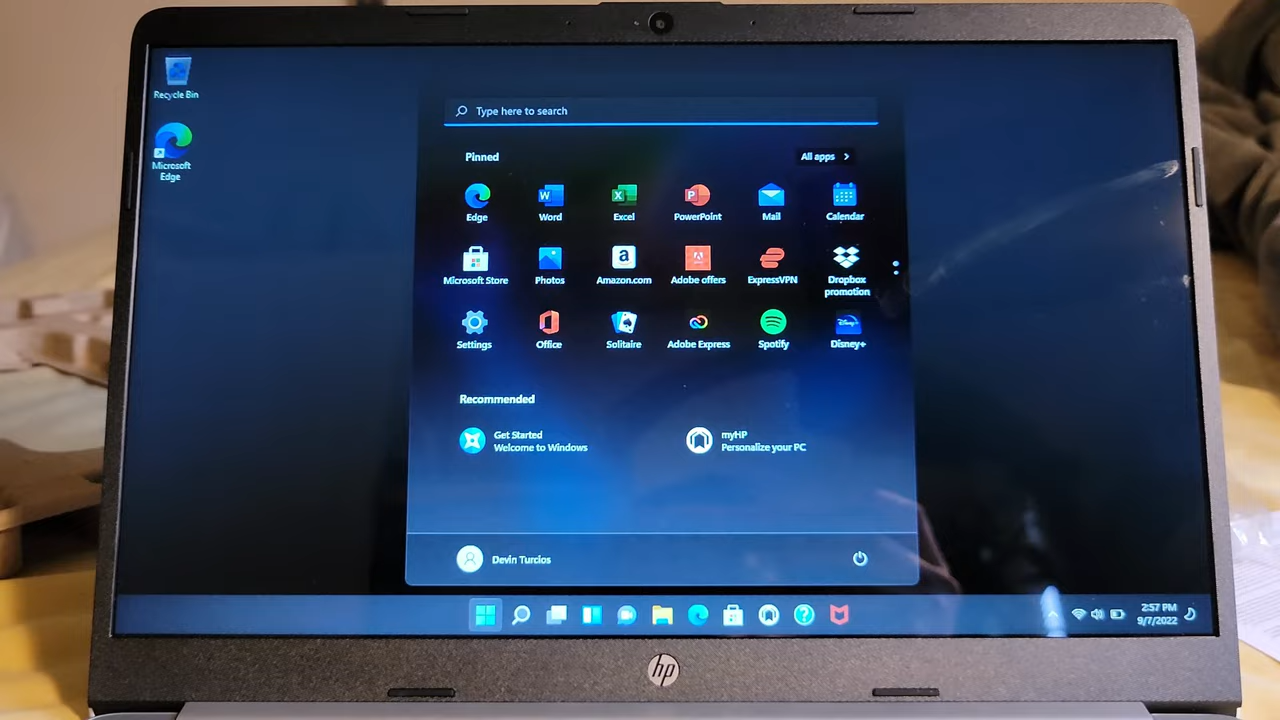 Recycle Bin
Microsoft
Edge
Type here to search
Pinned
All apps
Edge
Word
Excel
PowerPoint
Mail
Calendar
Microsoft Store
Photos
Amazon.com
Adobe offers
ExpressVPN
Dropbox
promotion
Settings
Office
Solitaire
Adobe Express
Spotify
Disney+
Recommended
Get Started
Welcome to Windows
myHP
Personalize your PC
Devin Turcios
2:57 PM
9/7/2022
hp